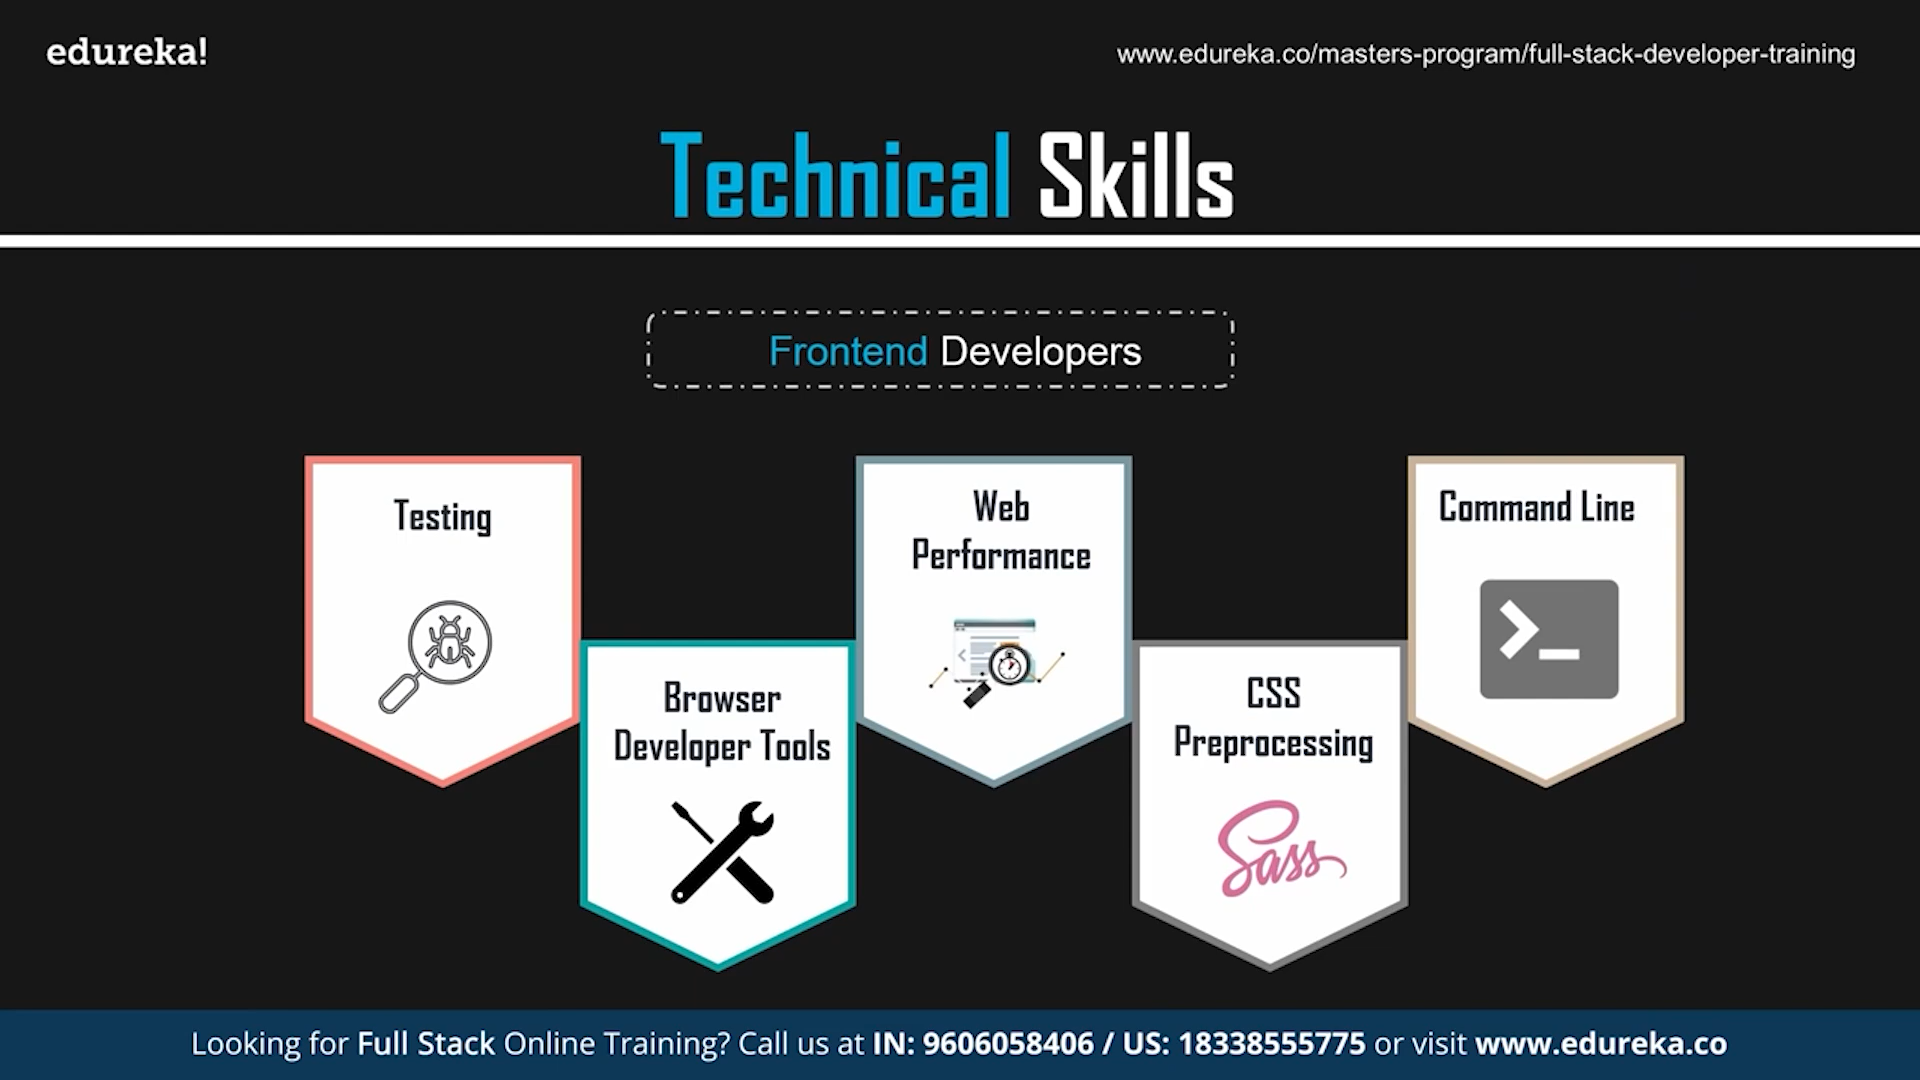 edureka!
www.edureka.co/masters-program/full-stack-developer-training
Technical Skills
Frontend Developers
Testing
Browser
Developer Tools
Web
Performance
CSS
Preprocessing
Sass
Command Line
>_
Looking for Full Stack Online Training? Call us at IN: 9606058406 / US: 18338555775 or visit www.edureka.co